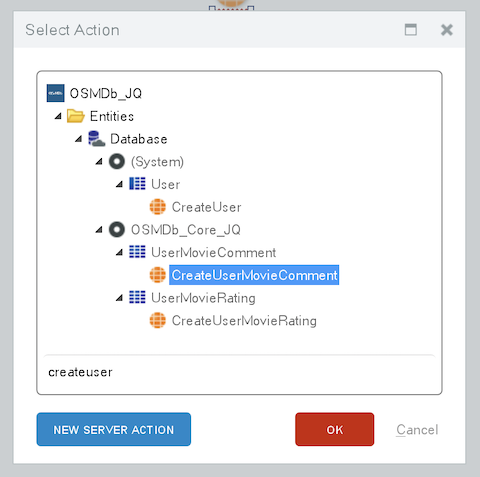 Select Action
OSMDb_JQ
Entities
Database
(System)
User
CreateUser
OSMDb_Core_JQ
UserMovieComment
CreateUserMovieComment
UserMovieRating
CreateUserMovieRating
createuser
NEW SERVER ACTION
OK
Cancel